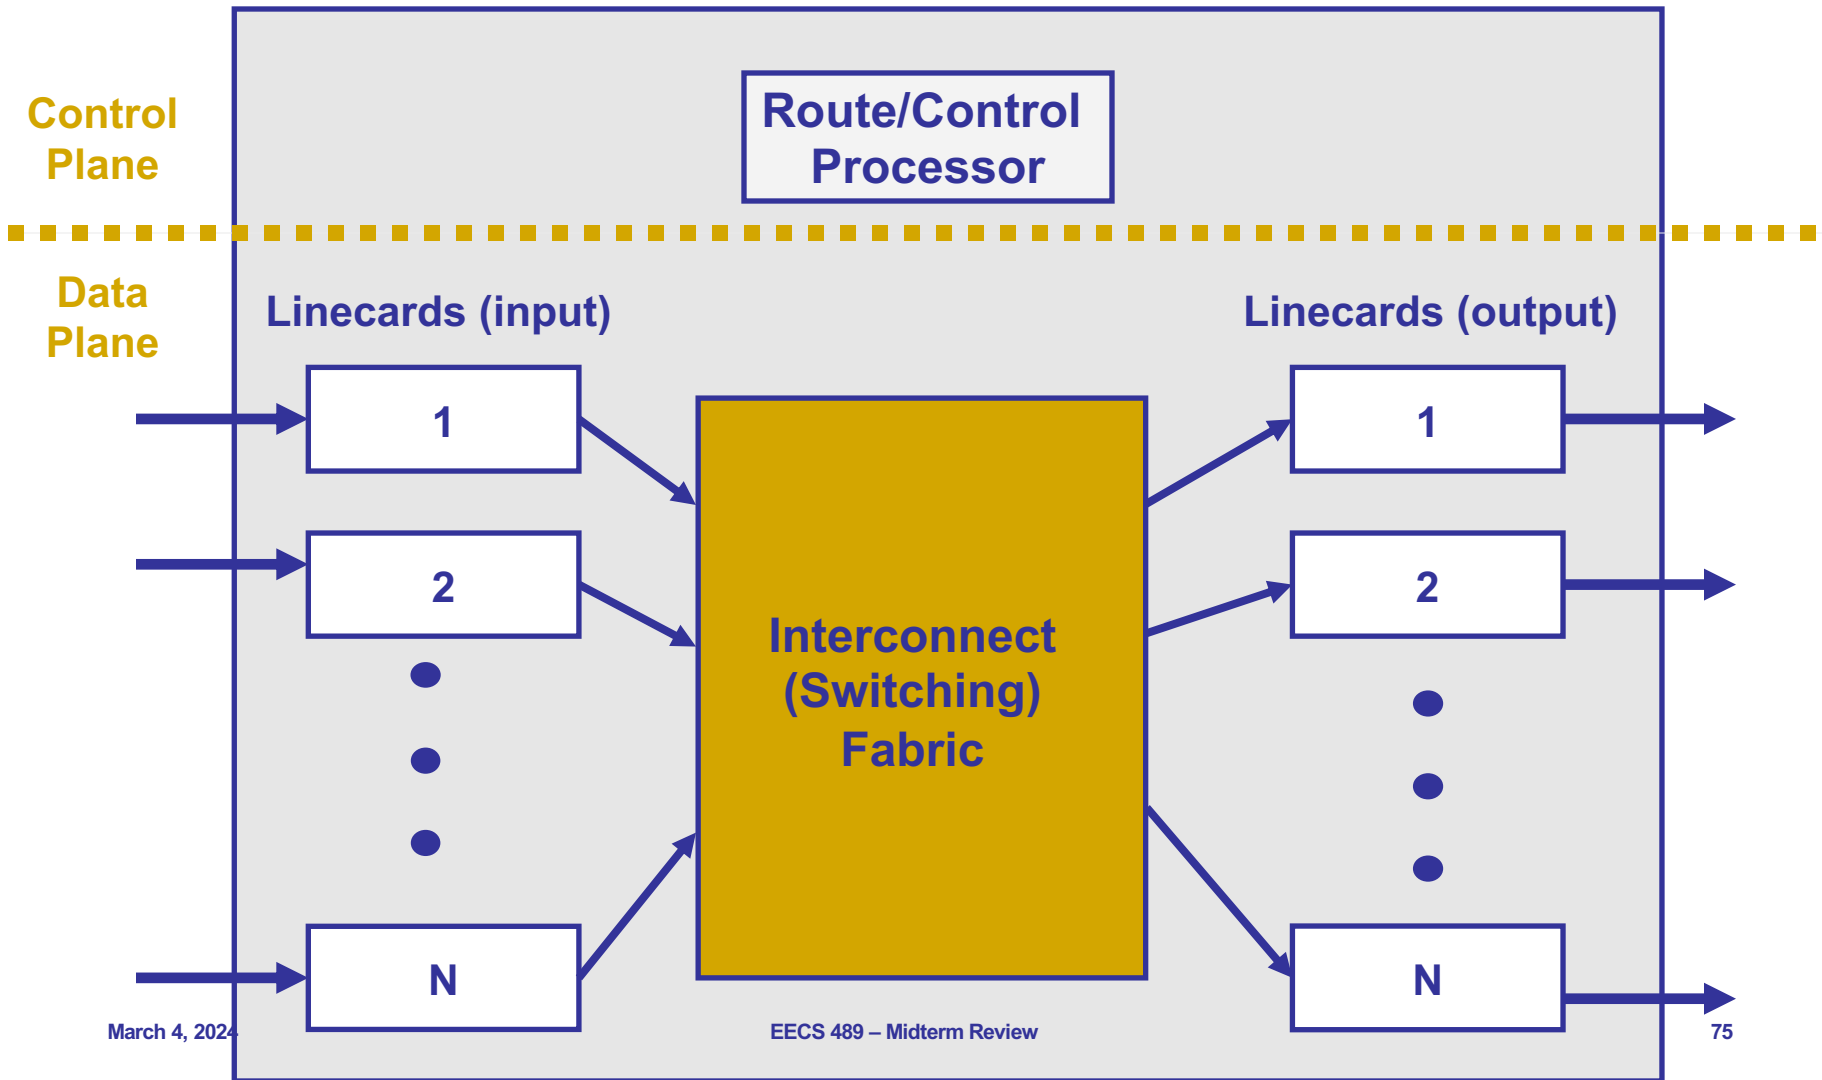 Control
Plane
Route/Control
Processor
Data
Plane
Linecards (input)
Linecards (output)
1
1
2
2
Interconnect
(Switching)
Fabric
N
N
March 4, 2024
EECS 489 – Midterm Review
75